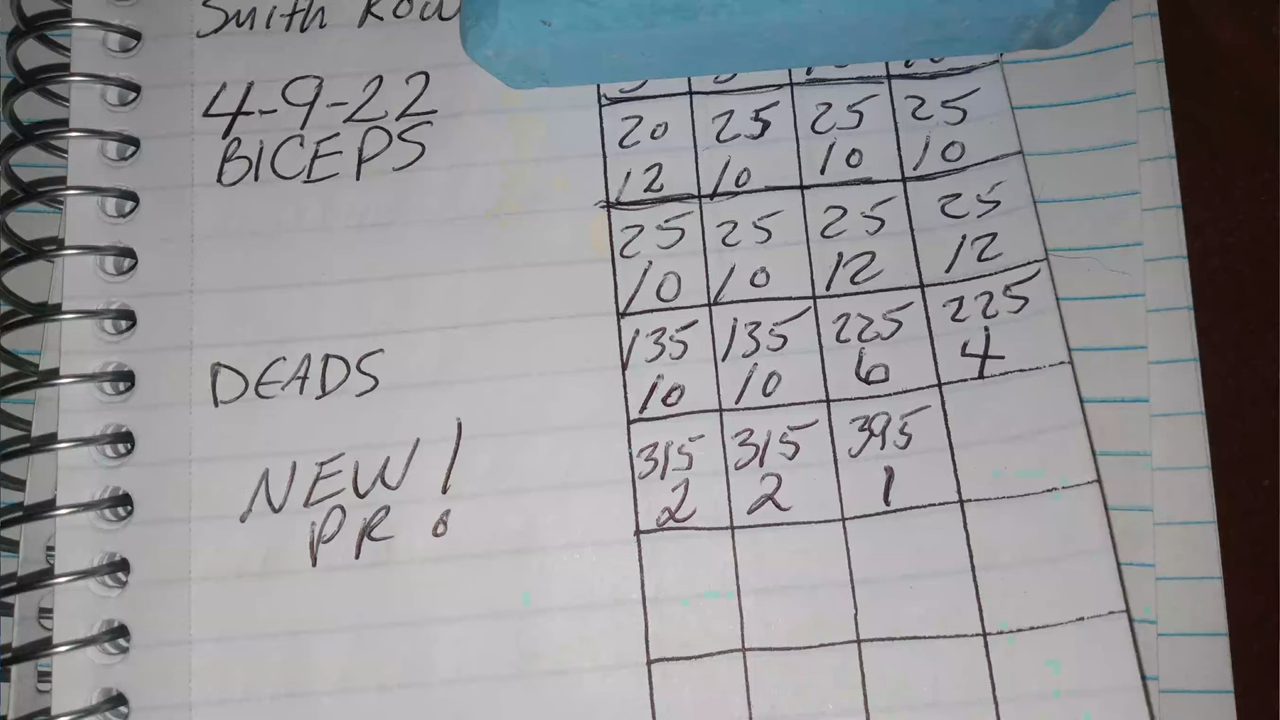 Smith Row
4-9-22
BICEPS
20 25 25 25
12 10 10 10
25 25 25 25
10 10 12 12
DEADS
135 135 225 225
10 10 6 4
NEW!
PR!
315 315 395
2 2 1